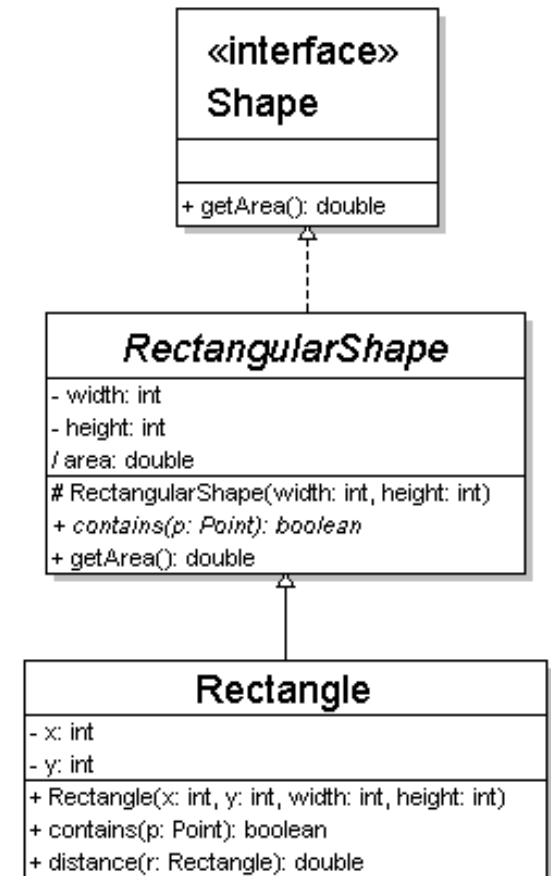 «interface»
Shape
+ getArea(): double
RectangularShape
- width: int
- height: int
/ area: double
# RectangularShape(width: int, height: int)
+ contains(p: Point): boolean
+ getArea(): double
Rectangle
- x: int
- y: int
+ Rectangle(x: int, y: int, width: int, height: int)
+ contains(p: Point): boolean
+ distance(r: Rectangle): double